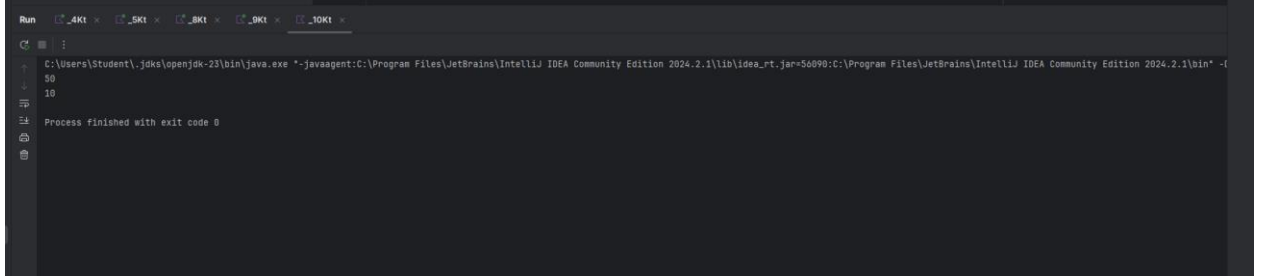 Run _4Kt × _5Kt × _8Kt × _9Kt × _10Kt ×
C:\Users\Student\.jdks\openjdk-23\bin\java.exe "-javaagent:C:\Program Files\JetBrains\IntelliJ IDEA Community Edition 2024.2.1\lib\idea_rt.jar=56090:C:\Program Files\JetBrains\IntelliJ IDEA Community Edition 2024.2.1\bin" -D
50
10
Process finished with exit code 0